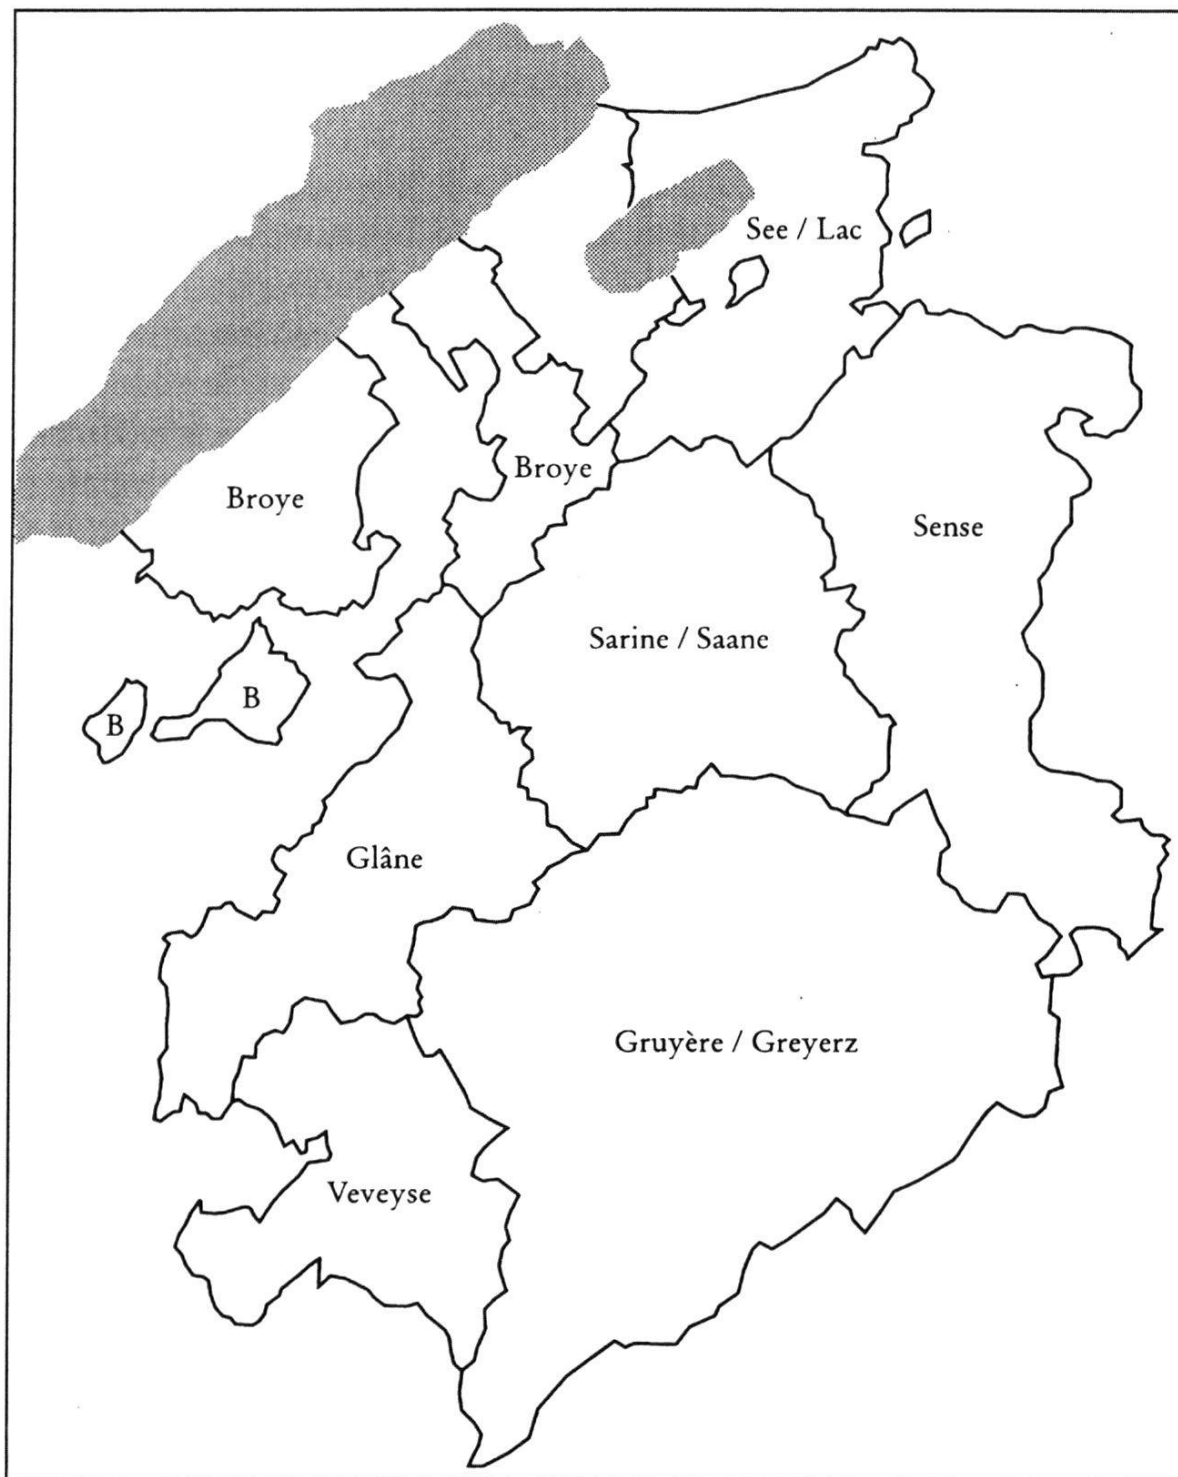 See / Lac
Broye
Broye
Sense
Sarine / Saane
B
B
Glâne
Gruyère / Greyerz
Veveyse